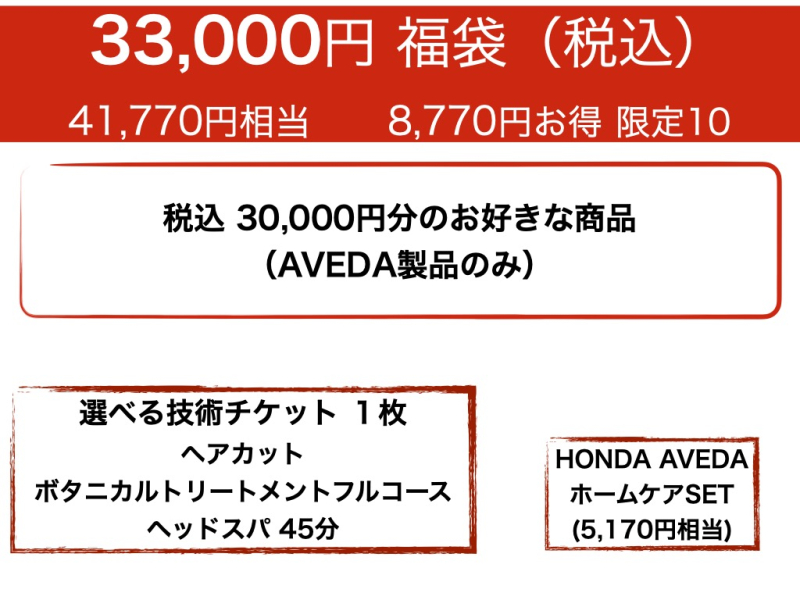 33,000円 福袋（税込）
41,770円相当　　8,770円お得 限定10
税込 30,000円分のお好きな商品
（AVEDA製品のみ）
選べる技術チケット １枚
ヘアカット
ボタニカルトリートメントフルコース
ヘッドスパ 45分
HONDA AVEDA
ホームケアSET
(5,170円相当)